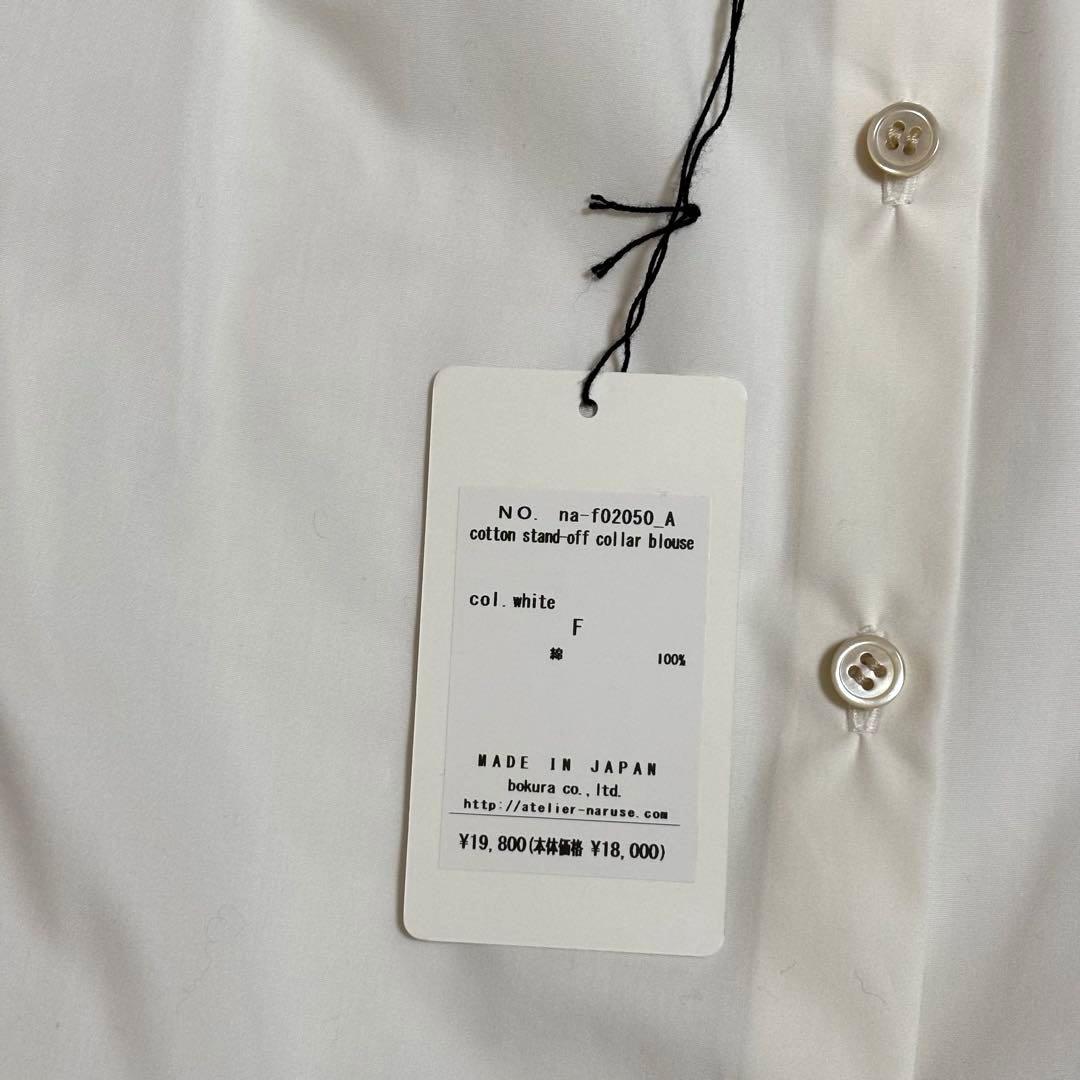 NO. na-f02050_A
cotton stand-off collar blouse
col. white
F
綿 100%
MADE IN JAPAN
bokura co., ltd.
http://atelier-naruse.com
¥19,800(本体価格 ¥18,000)